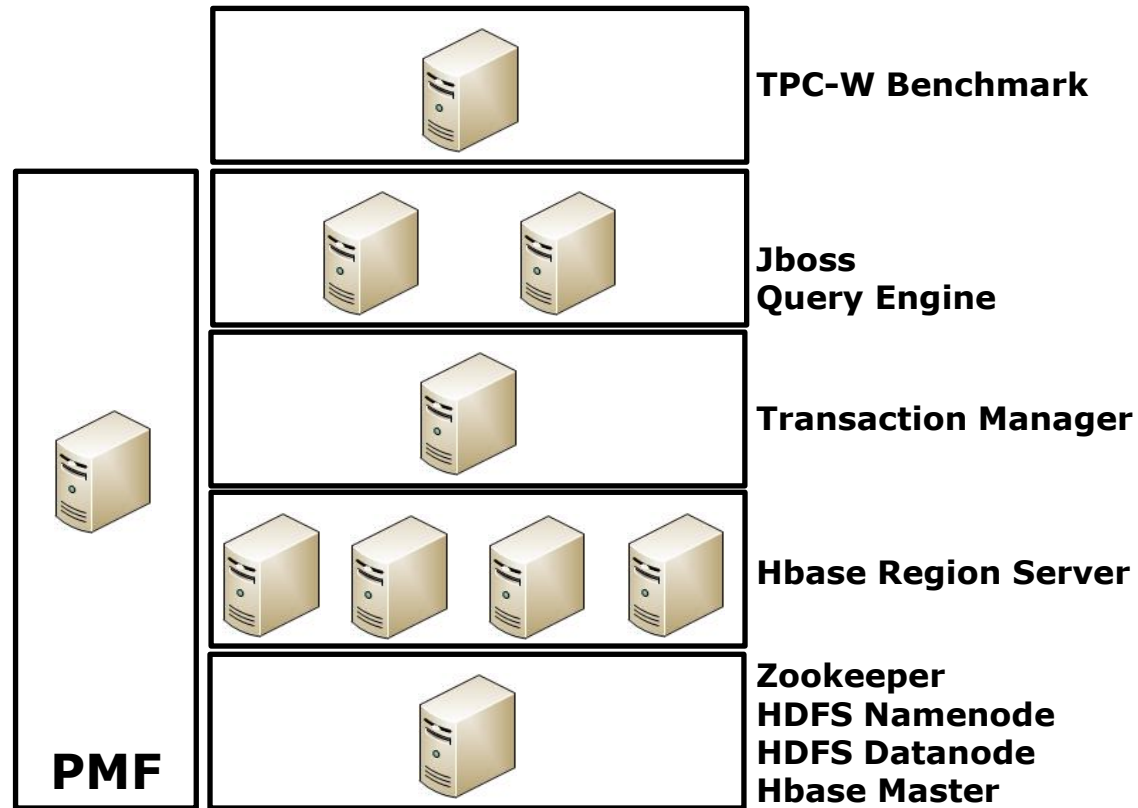 TPC-W Benchmark
Jboss
Query Engine
Transaction Manager
Hbase Region Server
Zookeeper
HDFS Namenode
HDFS Datanode
Hbase Master
PMF